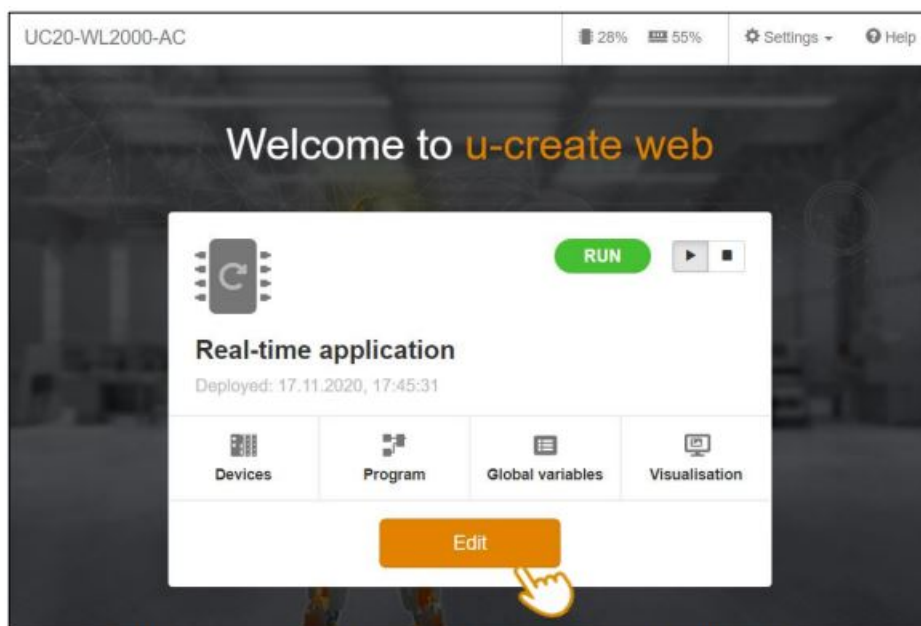 UC20-WL2000-AC 28% 55% Settings Help
Welcome to u-create web
RUN
Real-time application
Deployed: 17.11.2020, 17:45:31
Devices Program Global variables Visualisation
Edit